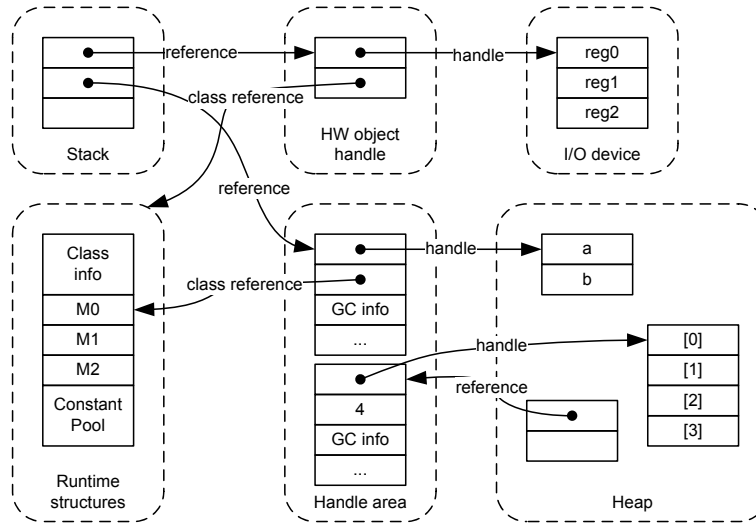 reference
handle
reg0
reg1
reg2
class reference
Stack
HW object
handle
I/O device
reference
Class
info
M0
M1
M2
Constant
Pool
Runtime
structures
handle
class reference
GC info
...
4
GC info
...
Handle area
a
b
handle
reference
[0]
[1]
[2]
[3]
Heap